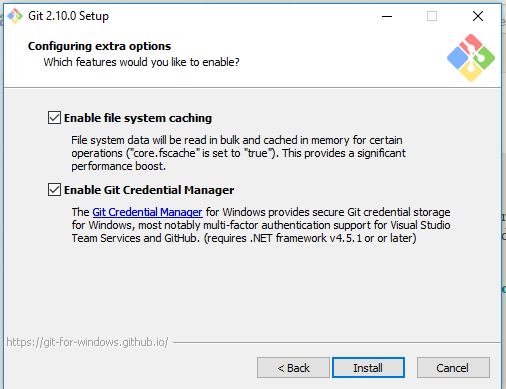 Git 2.10.0 Setup
Configuring extra options
Which features would you like to enable?
Enable file system caching
File system data will be read in bulk and cached in memory for certain
operations ("core.fscache" is set to "true"). This provides a significant
performance boost.
Enable Git Credential Manager
The Git Credential Manager for Windows provides secure Git credential storage
for Windows, most notably multi-factor authentication support for Visual Studio
Team Services and GitHub. (requires .NET framework v4.5.1 or or later)
https://git-for-windows.github.io/
< Back
Install
Cancel